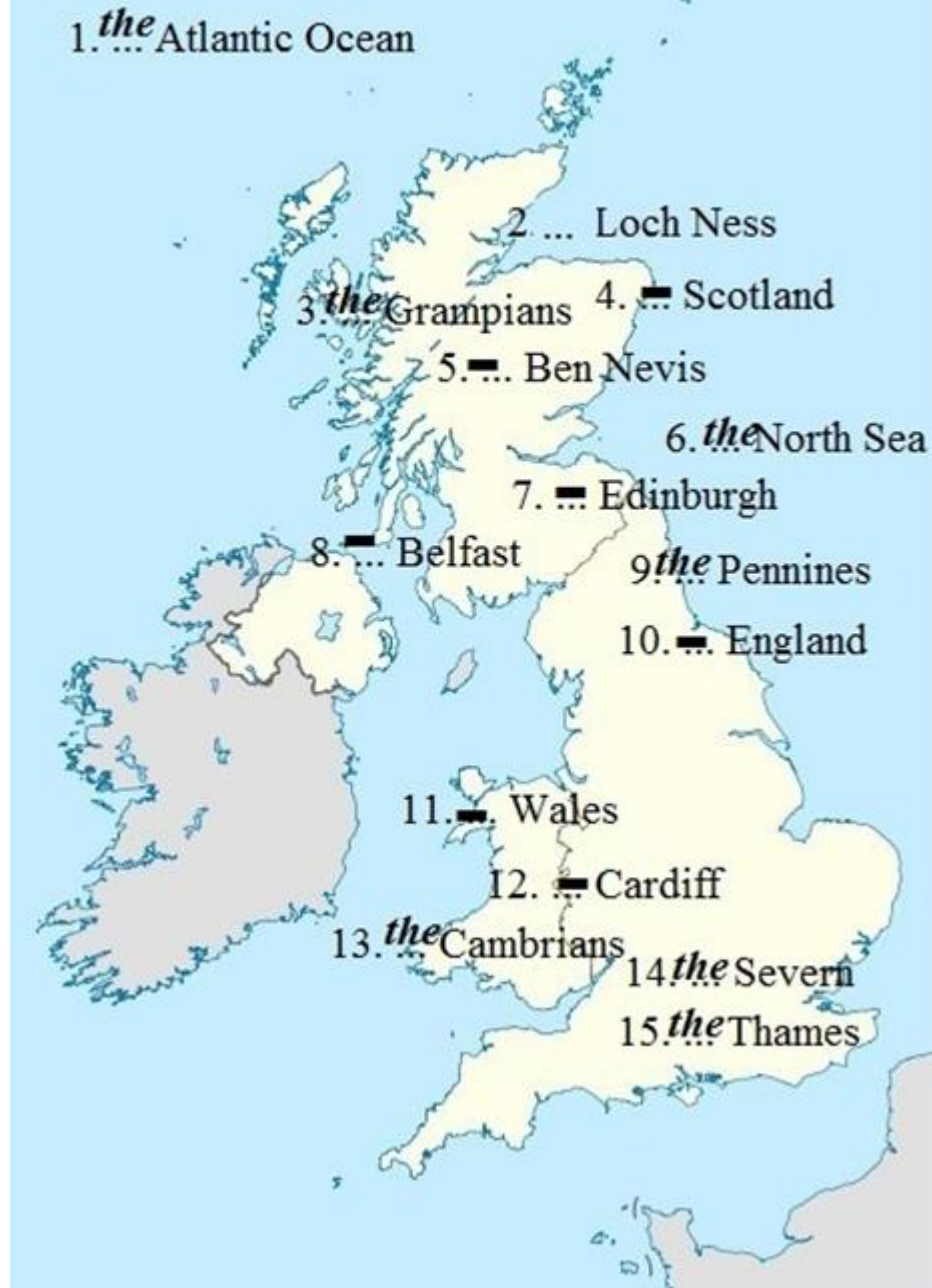 1. the ... Atlantic Ocean
2 ... Loch Ness
3. the ... Grampians
4. – ... Scotland
5. – ... Ben Nevis
6. the ... North Sea
7. – ... Edinburgh
8. – ... Belfast
9 the ... Pennines
10. – ... England
11. – ... Wales
12. – ... Cardiff
13. the ... Cambrians
14. the ... Severn
15. the ... Thames